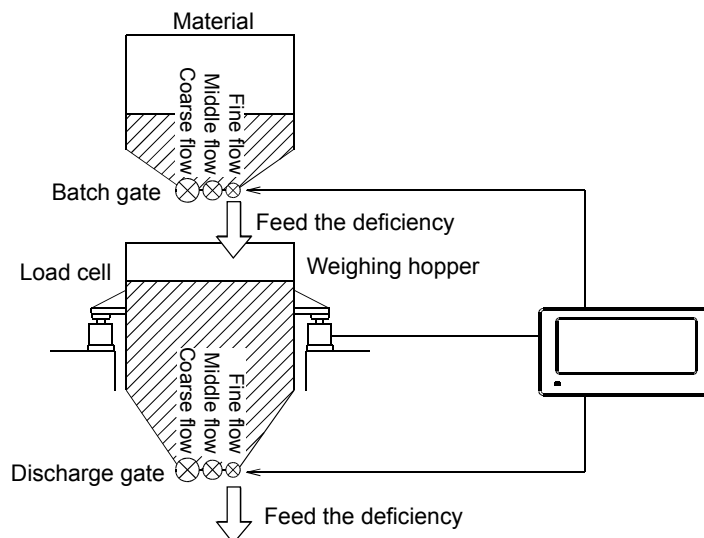 Material
Coarse flow
Middle flow
Fine flow
Batch gate
Feed the deficiency
Load cell
Weighing hopper
Coarse flow
Middle flow
Fine flow
Discharge gate
Feed the deficiency